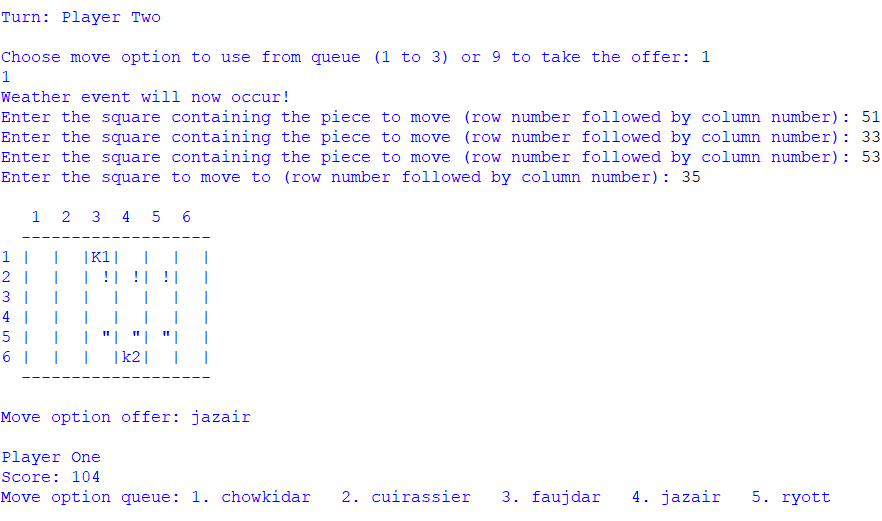 Turn: Player Two
Choose move option to use from queue (1 to 3) or 9 to take the offer: 1
1
Weather event will now occur!
Enter the square containing the piece to move (row number followed by column number): 51
Enter the square containing the piece to move (row number followed by column number): 33
Enter the square containing the piece to move (row number followed by column number): 53
Enter the square to move to (row number followed by column number): 35
   1  2  3  4  5  6
  -------------------
1 |  |  |K1|  |  |  |
2 |  |  | !| !| !|  |
3 |  |  |  |  |  |  |
4 |  |  |  |  |  |  |
5 |  |  | "| "| "|  |
6 |  |  |  |k2|  |  |
  -------------------
Move option offer: jazair
Player One
Score: 104
Move option queue: 1. chowkidar   2. cuirassier   3. faujdar   4. jazair   5. ryott